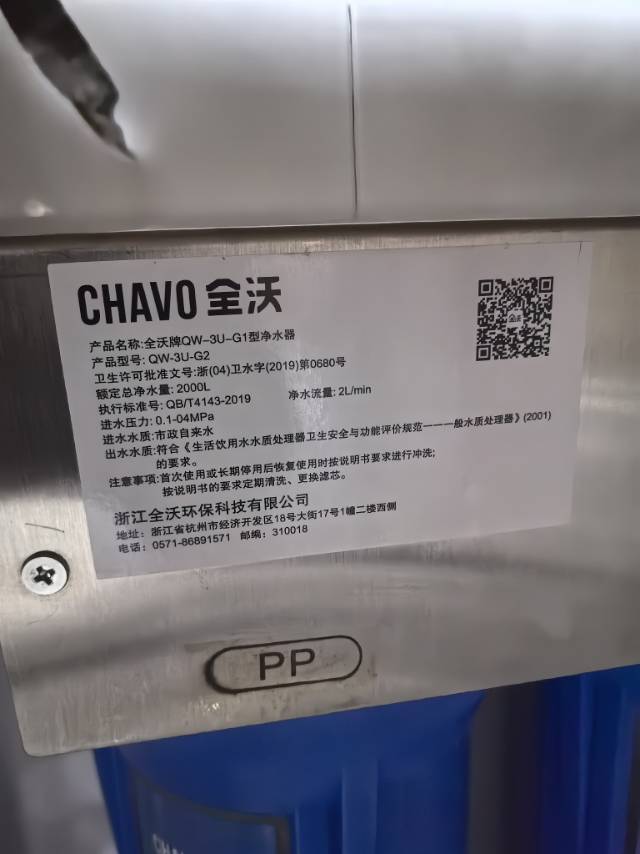 CHAVO 全沃
产品名称:全沃牌QW-3U-G1型净水器
产品型号: QW-3U-G2
卫生许可批准文号:浙(04)卫水字(2019)第0680号
额定总净水量: 2000L 净水流量: 2L/min
执行标准号: QB/T4143-2019
进水压力: 0.1-04MPa
进水水质: 市政自来水
出水水质: 符合《生活饮用水水质处理器卫生安全与功能评价规范一一一般水质处理器》(2001)
的要求。
注意事项:首次使用或长期停用后恢复使用时按说明书要求进行冲洗;
按说明书的要求定期清洗、更换滤芯。
浙江全沃环保科技有限公司
地址: 浙江省杭州市经济开发区18号大街17号1幢二楼西侧
电话: 0571-86891571 邮编: 310018
全沃
PP
CHA